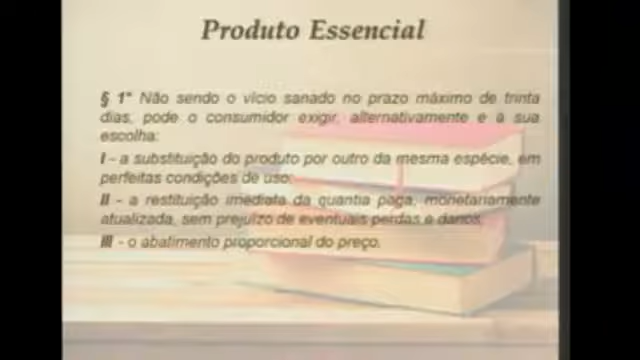 Produto Essencial
§ 1° Não sendo o vício sanado no prazo máximo de trinta
dias, pode o consumidor exigir, alternativamente e à sua
escolha:
I - a substituição do produto por outro da mesma espécie, em
perfeitas condições de uso;
II - a restituição imediata da quantia paga, monetariamente
atualizada, sem prejuízo de eventuais perdas e danos;
III - o abatimento proporcional do preço.